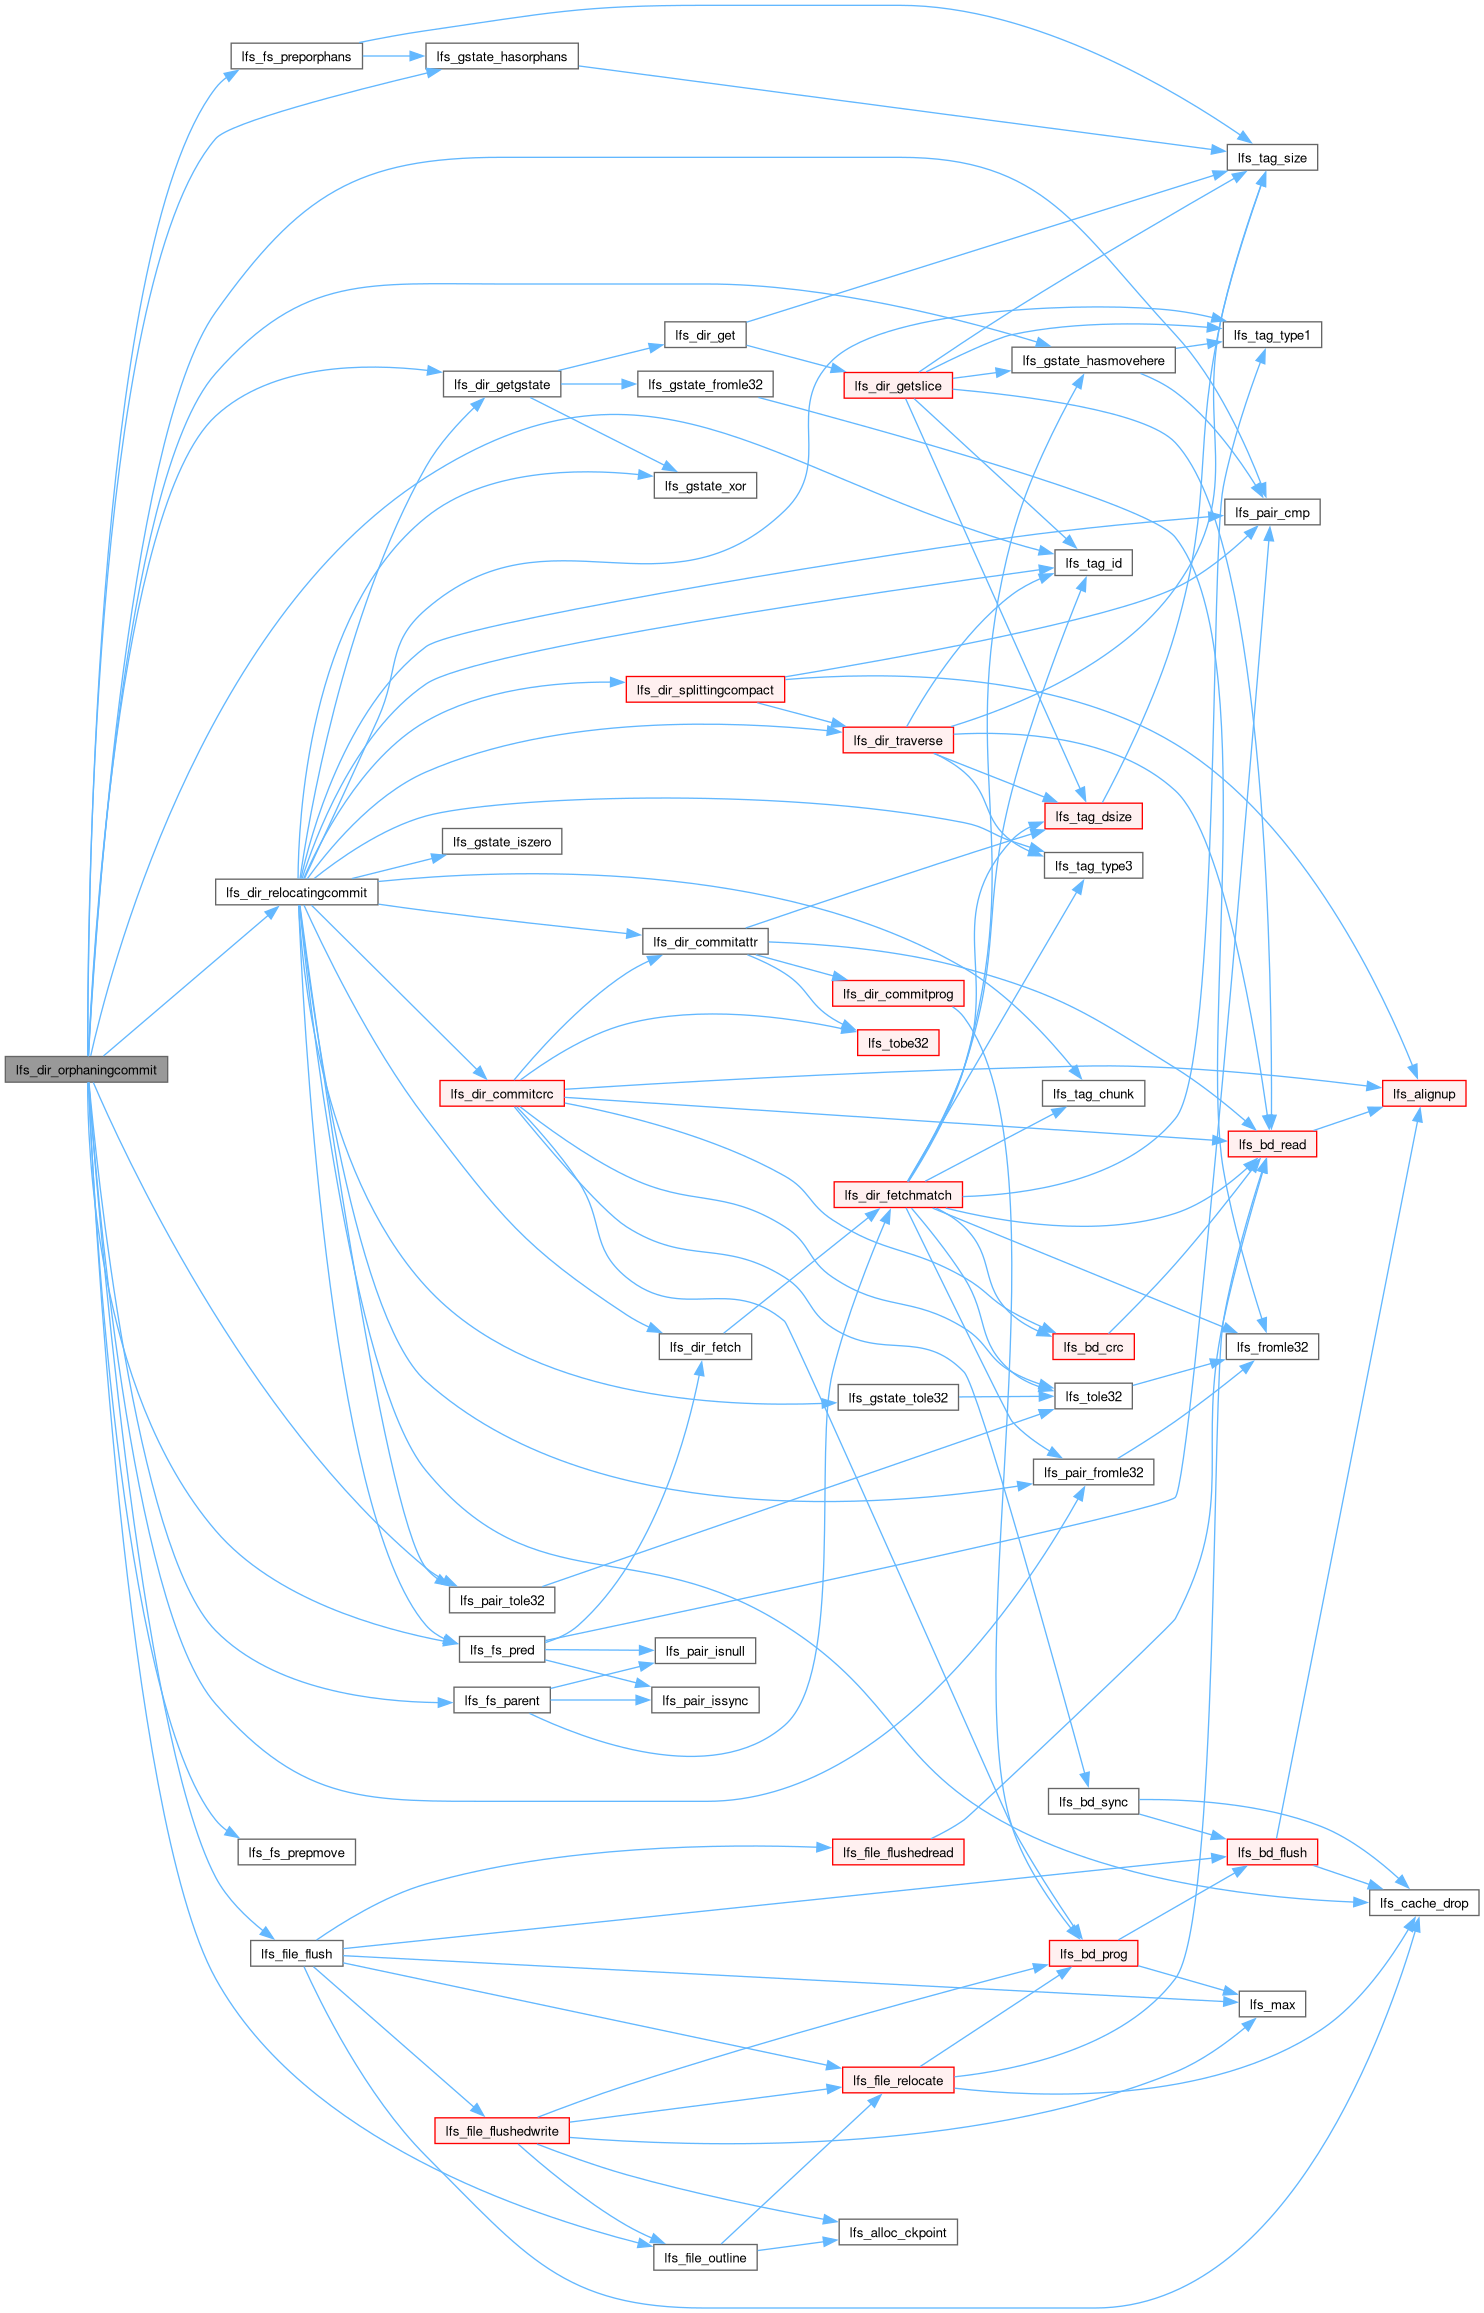 lfs_fs_preporphans
lfs_gstate_hasorphans
lfs_tag_size
lfs_dir_get
lfs_tag_type1
lfs_gstate_hasmovehere
lfs_dir_getgstate
lfs_gstate_fromle32
lfs_dir_getslice
lfs_gstate_xor
lfs_pair_cmp
lfs_tag_id
lfs_dir_splittingcompact
lfs_dir_traverse
lfs_tag_dsize
lfs_gstate_iszero
lfs_tag_type3
lfs_dir_relocatingcommit
lfs_dir_commitattr
lfs_dir_commitprog
lfs_tobe32
lfs_dir_orphaningcommit
lfs_dir_commitcrc
lfs_tag_chunk
lfs_alignup
lfs_bd_read
lfs_dir_fetchmatch
lfs_dir_fetch
lfs_bd_crc
lfs_fromle32
lfs_gstate_tole32
lfs_tole32
lfs_pair_fromle32
lfs_pair_tole32
lfs_fs_pred
lfs_pair_isnull
lfs_fs_parent
lfs_pair_issync
lfs_bd_sync
lfs_fs_prepmove
lfs_file_flushedread
lfs_bd_flush
lfs_cache_drop
lfs_file_flush
lfs_bd_prog
lfs_max
lfs_file_relocate
lfs_file_flushedwrite
lfs_alloc_ckpoint
lfs_file_outline